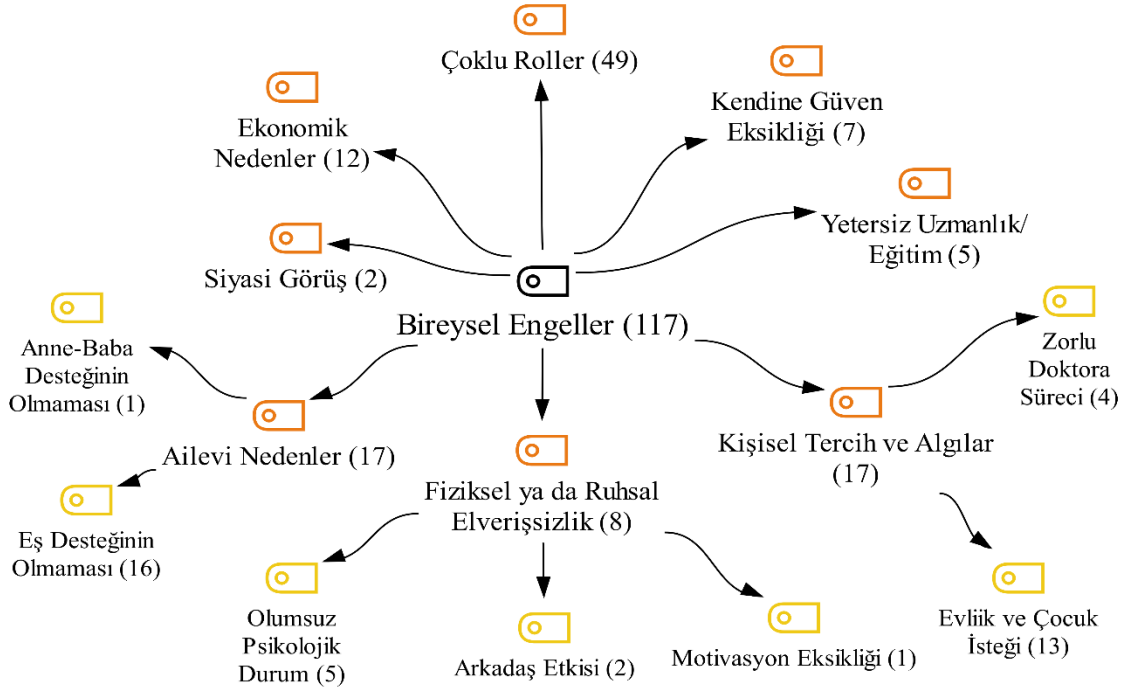 Çoklu Roller (49)
Kendine Güven
Eksikliği (7)
Ekonomik
Nedenler (12)
Yetersiz Uzmanlık/
Eğitim (5)
Siyasi Görüş (2)
Bireysel Engeller (117)
Anne-Baba
Desteğinin
Olmaması (1)
Zorlu
Doktora
Süreci (4)
Ailevi Nedenler (17)
Kişisel Tercih ve Algılar
(17)
Fiziksel ya da Ruhsal
Elverişsizlik (8)
Eş Desteğinin
Olmaması (16)
Olumsuz
Psikolojik
Durum (5)
Arkadaş Etkisi (2)
Motivasyon Eksikliği (1)
Evliik ve Çocuk
İsteği (13)